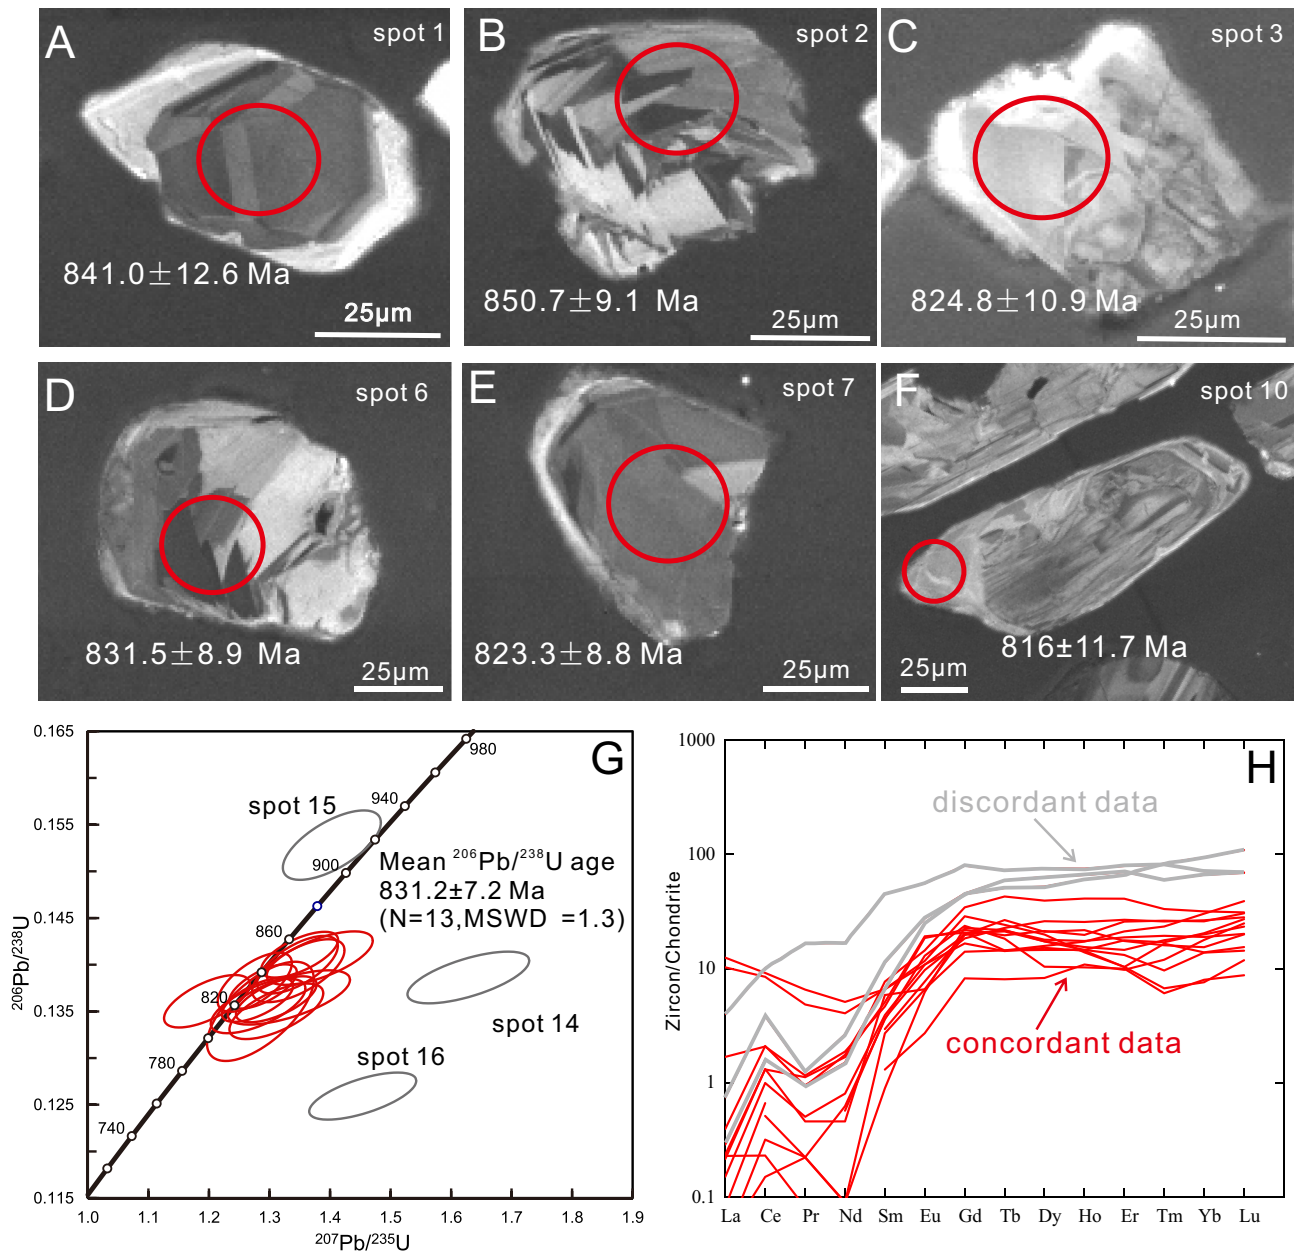 A
spot 1
841.0±12.6 Ma
25μm
B
spot 2
850.7±9.1 Ma
25μm
C
spot 3
824.8±10.9 Ma
25μm
D
spot 6
831.5±8.9 Ma
25μm
E
spot 7
823.3±8.8 Ma
25μm
F
spot 10
816±11.7 Ma
25μm
G
0.165
0.155
0.145
0.135
0.125
0.115
206Pb/238U
980
940
900
860
820
780
740
spot 15
Mean 206Pb/238U age
831.2±7.2 Ma
(N=13,MSWD =1.3)
spot 14
spot 16
1.0 1.1 1.2 1.3 1.4 1.5 1.6 1.7 1.8 1.9
207Pb/235U
H
1000
100
10
1
0.1
Zircon/Chondrite
discordant data
concordant data
La Ce Pr Nd Sm Eu Gd Tb Dy Ho Er Tm Yb Lu